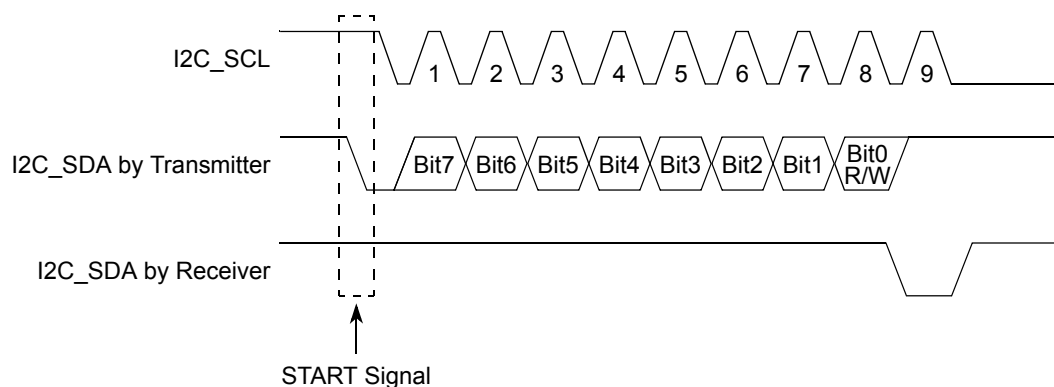 I2C_SCL
1 2 3 4 5 6 7 8 9
I2C_SDA by Transmitter
Bit7 Bit6 Bit5 Bit4 Bit3 Bit2 Bit1 Bit0
R/W
I2C_SDA by Receiver
START Signal